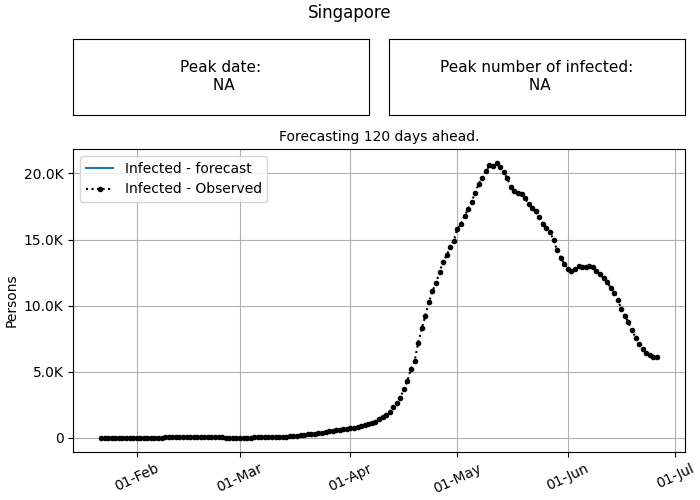 Singapore
Peak date:
NA
Peak number of infected:
NA
Forecasting 120 days ahead.
Infected - forecast
Infected - Observed
20.0K
15.0K
10.0K
5.0K
0
Persons
01-Feb
01-Mar
01-Apr
01-May
01-Jun
01-Jul